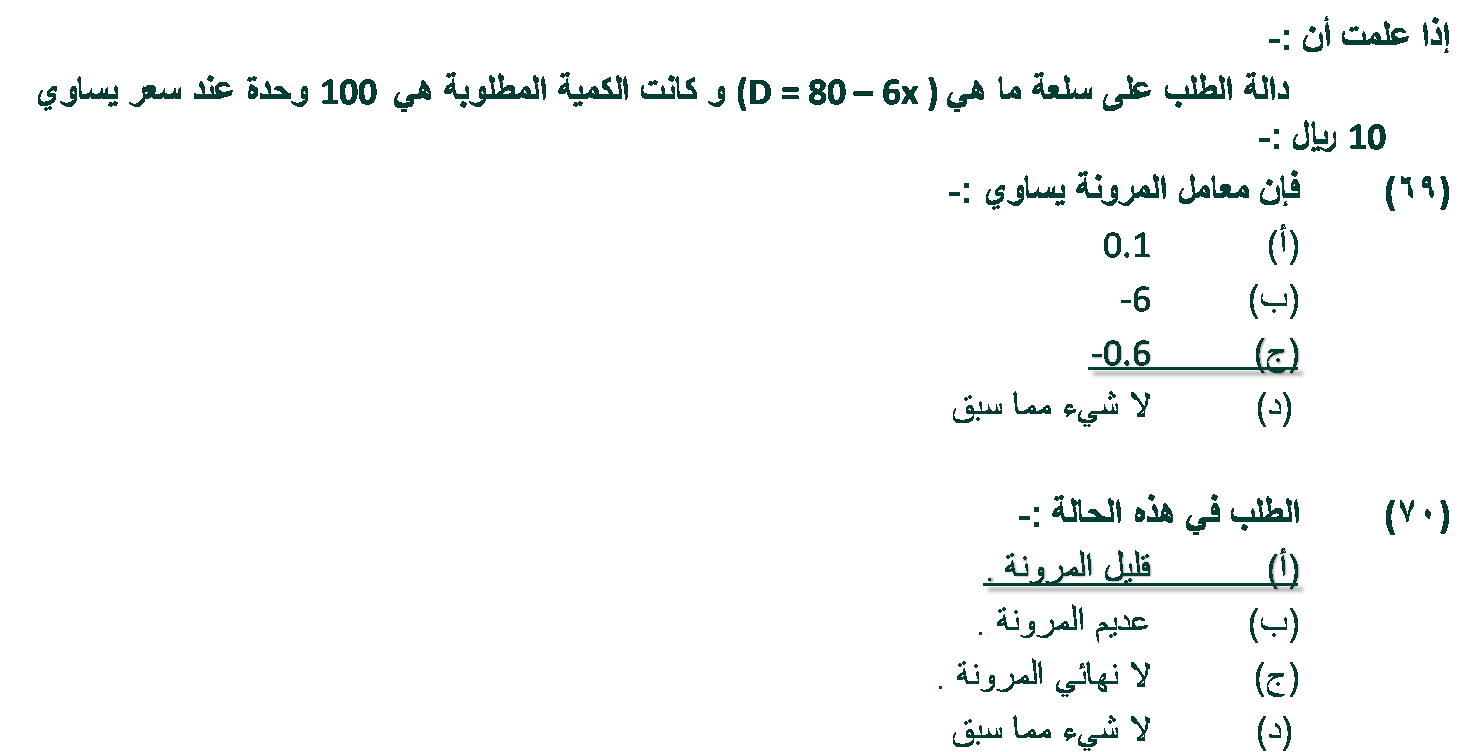 إذا علمت أن :-
دالة الطلب على سلعة ما هي ( D = 80 – 6x) و كانت الكمية المطلوبة هي 100 وحدة عند سعر يساوي
10 ريال :-
(٦٩) فإن معامل المرونة يساوي :-
(أ) 0.1
(ب) -6
(ج) -0.6
(د) لا شيء مما سبق
(٧٠) الطلب في هذه الحالة :-
(أ) قليل المرونة .
(ب) عديم المرونة .
(ج) لا نهائي المرونة .
(د) لا شيء مما سبق